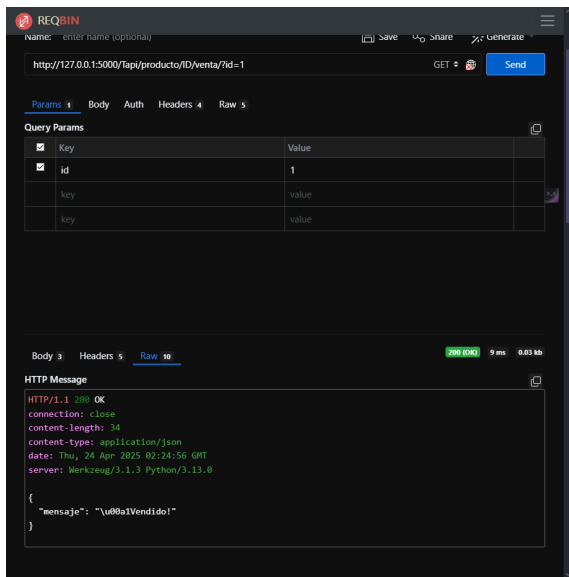 REQBIN
Name: enter name (optional) Save Share Generate
http://127.0.0.1:5000/Tapi/producto/ID/venta/?id=1 GET Send
Params 1 Body Auth Headers 4 Raw 5
Query Params
Key Value
id 1
key value
key value
Body 3 Headers 5 Raw 10 200 (OK) 9 ms 0.03 kb
HTTP Message
HTTP/1.1 200 OK
connection: close
content-length: 34
content-type: application/json
date: Thu, 24 Apr 2025 02:24:56 GMT
server: Werkzeug/3.1.3 Python/3.13.0
{
"mensaje": "\u00a1Vendido!"
}